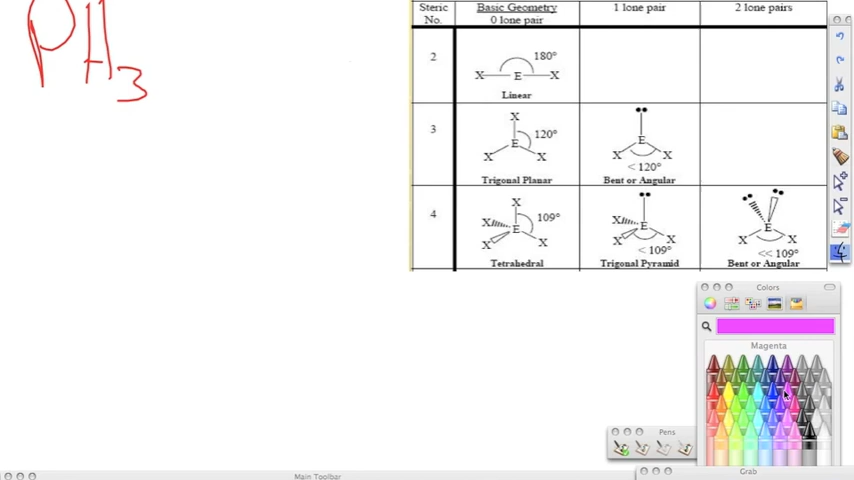 PH3
Steric No. Basic Geometry 0 lone pair 1 lone pair 2 lone pairs
2
180°
X E X
Linear
3
X
E 120°
X X
Trigonal Planar
E
X X
< 120°
Bent or Angular
4
X
X 109°
E
X X
Tetrahedral
X
E
X X
< 109°
Trigonal Pyramid
E
X X
<< 109°
Bent or Angular
Colors
Magenta
Pens
Grab
Main Toolbar